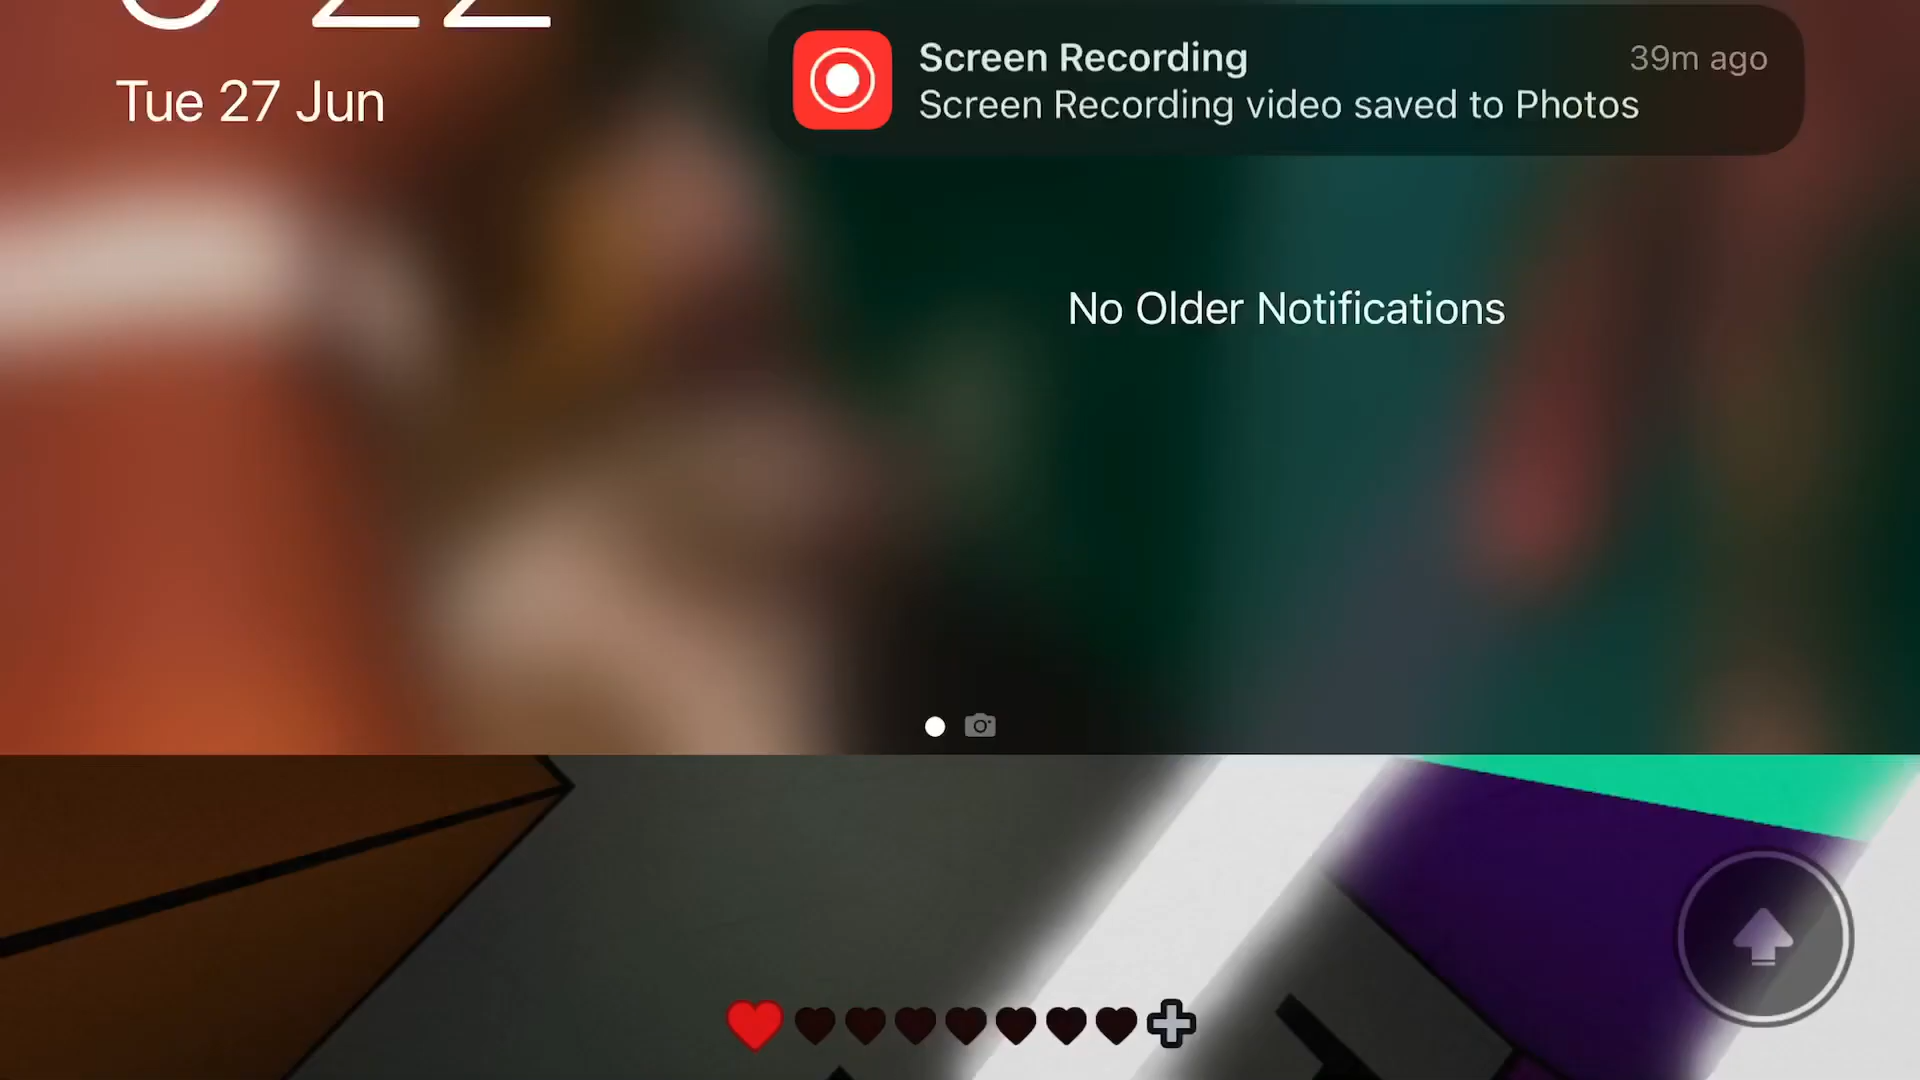 Tue 27 Jun
Screen Recording
39m ago
Screen Recording video saved to Photos
No Older Notifications